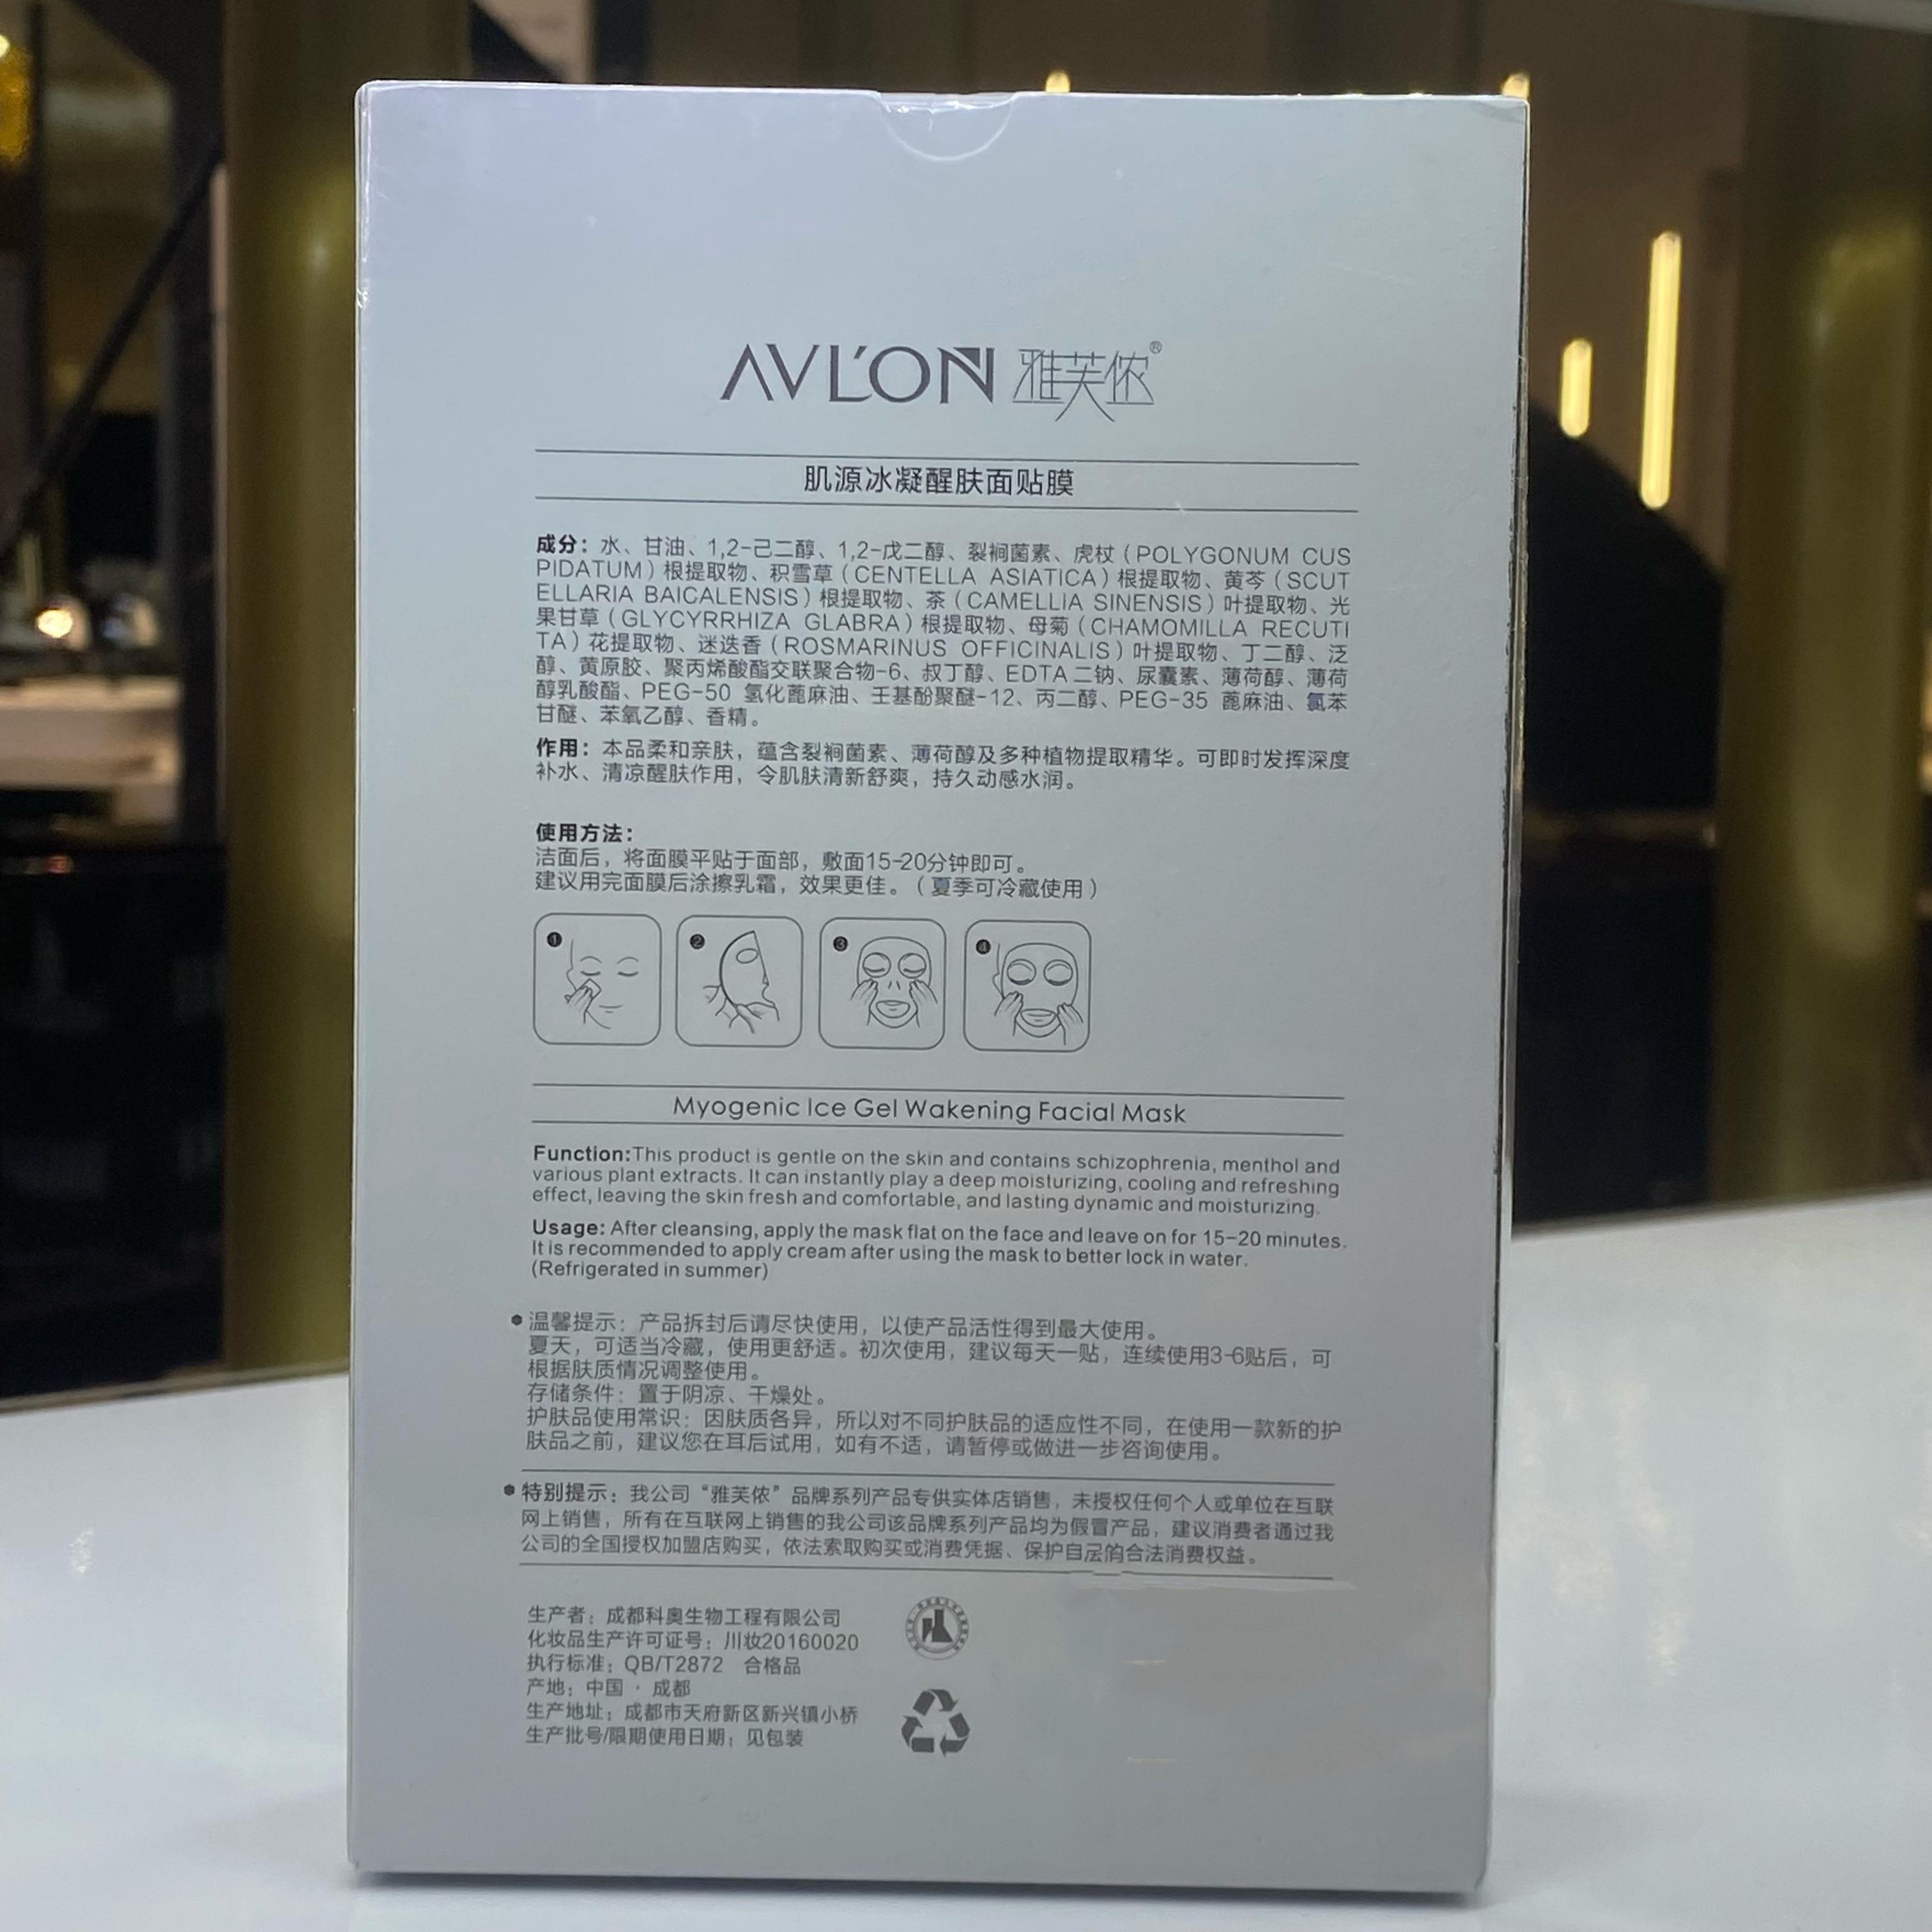 AVL'ON 雅芙侬®
肌源冰凝醒肤面贴膜
成分：水、甘油、1,2-己二醇、1,2-戊二醇、裂裥菌素、虎杖（POLYGONUM CUS
PIDATUM）根提取物、积雪草（CENTELLA ASIATICA）根提取物、黄芩（SCUT
ELLARIA BAICALENSIS）根提取物、茶（CAMELLIA SINENSIS）叶提取物、光
果甘草（GLYCYRRHIZA GLABRA）根提取物、母菊（CHAMOMILLA RECUTI
TA）花提取物、迷迭香（ROSMARINUS OFFICINALIS）叶提取物、丁二醇、泛
醇、黄原胶、聚丙烯酸酯交联聚合物-6、叔丁醇、EDTA 二钠、尿囊素、薄荷醇、薄荷
醇乳酸酯、PEG-50 氢化蓖麻油、壬基酚聚醚-12、丙二醇、PEG-35 蓖麻油、氯苯
甘醚、苯氧乙醇、香精。
作用：本品柔和亲肤，蕴含裂裥菌素、薄荷醇及多种植物提取精华。可即时发挥深度
补水、清凉醒肤作用，令肌肤清新舒爽，持久动感水润。
使用方法：
洁面后，将面膜平贴于面部，敷面15-20分钟即可。
建议用完面膜后涂擦乳霜，效果更佳。（夏季可冷藏使用）
1 2 3 4
Myogenic Ice Gel Wakening Facial Mask
Function:This product is gentle on the skin and contains schizophrenia, menthol and
various plant extracts. It can instantly play a deep moisturizing, cooling and refreshing
effect, leaving the skin fresh and comfortable, and lasting dynamic and moisturizing.
Usage: After cleansing, apply the mask flat on the face and leave on for 15-20 minutes.
It is recommended to apply cream after using the mask to better lock in water.
(Refrigerated in summer)
温馨提示：产品拆封后请尽快使用，以使产品活性得到最大使用。
夏天，可适当冷藏，使用更舒适。初次使用，建议每天一贴，连续使用3-6贴后，可
根据肤质情况调整使用。
存储条件：置于阴凉、干燥处。
护肤品使用常识：因肤质各异，所以对不同护肤品的适应性不同，在使用一款新的护
肤品之前，建议您在耳后试用，如有不适，请暂停或做进一步咨询使用。
特别提示：我公司“雅芙侬”品牌系列产品专供实体店销售，未授权任何个人或单位在互联
网上销售，所有在互联网上销售的我公司该品牌系列产品均为假冒产品，建议消费者通过我
公司的全国授权加盟店购买，依法索取购买或消费凭据、保护自己的合法消费权益。
生产者：成都科奥生物工程有限公司
化妆品生产许可证号：川妆20160020
执行标准：QB/T2872 合格品
产地：中国 · 成都
生产地址：成都市天府新区新兴镇小桥
生产批号/限期使用日期：见包装